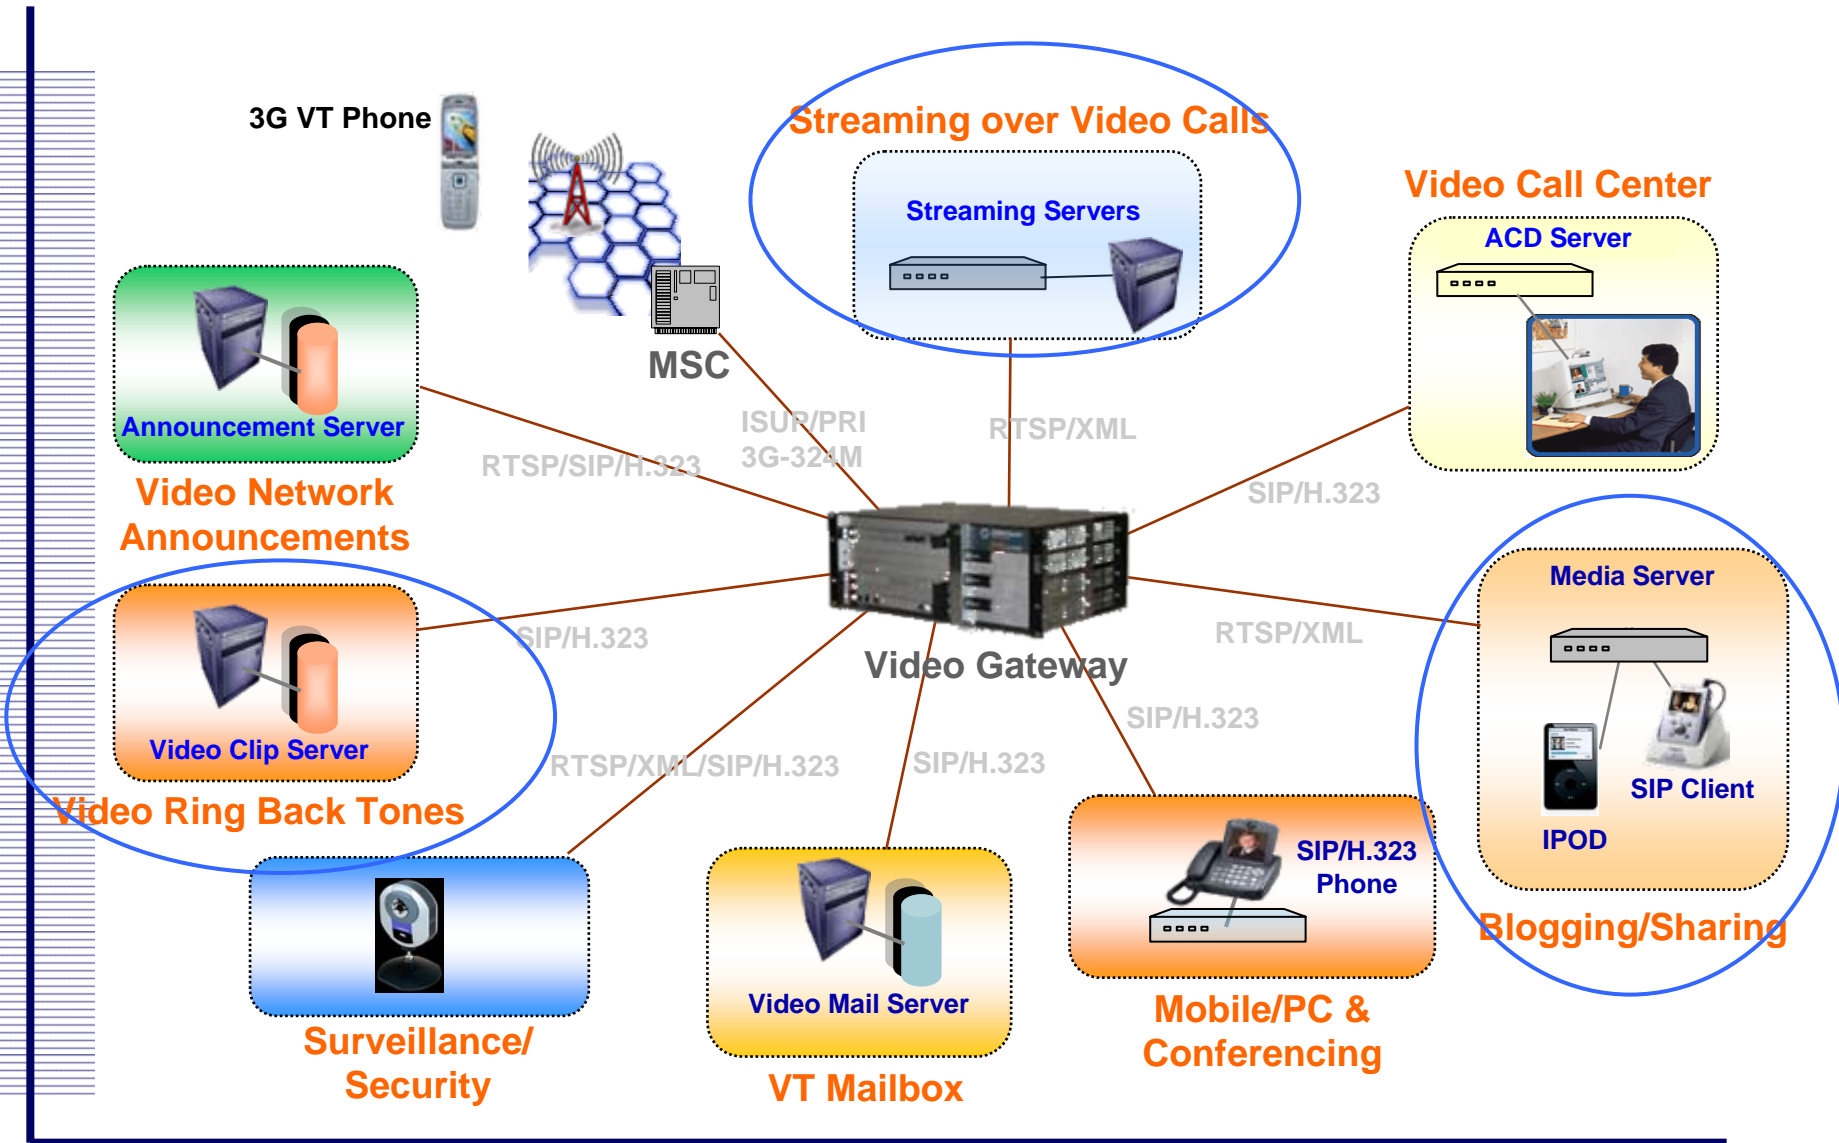 3G VT Phone
Streaming over Video Calls
Streaming Servers
Video Call Center
ACD Server
MSC
Announcement Server
Video Network
Announcements
ISUP/PRI
3G-324M
RTSP/XML
RTSP/SIP/H.323
SIP/H.323
Video Gateway
Video Clip Server
Video Ring Back Tones
SIP/H.323
RTSP/XML
Media Server
SIP Client
IPOD
Blogging/Sharing
RTSP/XML/SIP/H.323
SIP/H.323
SIP/H.323
SIP/H.323
Phone
Mobile/PC &
Conferencing
Video Mail Server
VT Mailbox
Surveillance/
Security